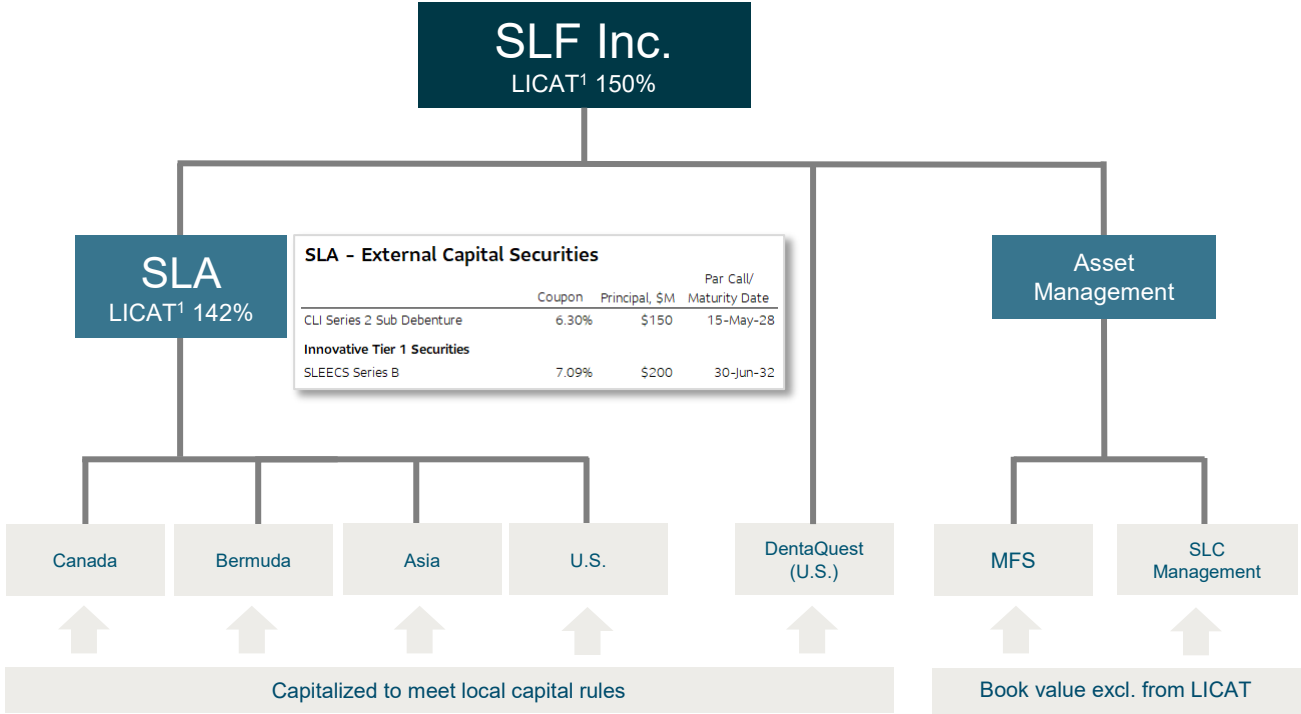 SLF Inc.
LICAT¹ 150%
SLA
LICAT¹ 142%
SLA – External Capital Securities
Par Call/
Coupon Principal, $M Maturity Date
CLI Series 2 Sub Debenture 6.30% $150 15-May-28
Innovative Tier 1 Securities
SLEECS Series B 7.09% $200 30-Jun-32
Asset
Management
Canada
Bermuda
Asia
U.S.
DentaQuest
(U.S.)
MFS
SLC
Management
Capitalized to meet local capital rules
Book value excl. from LICAT